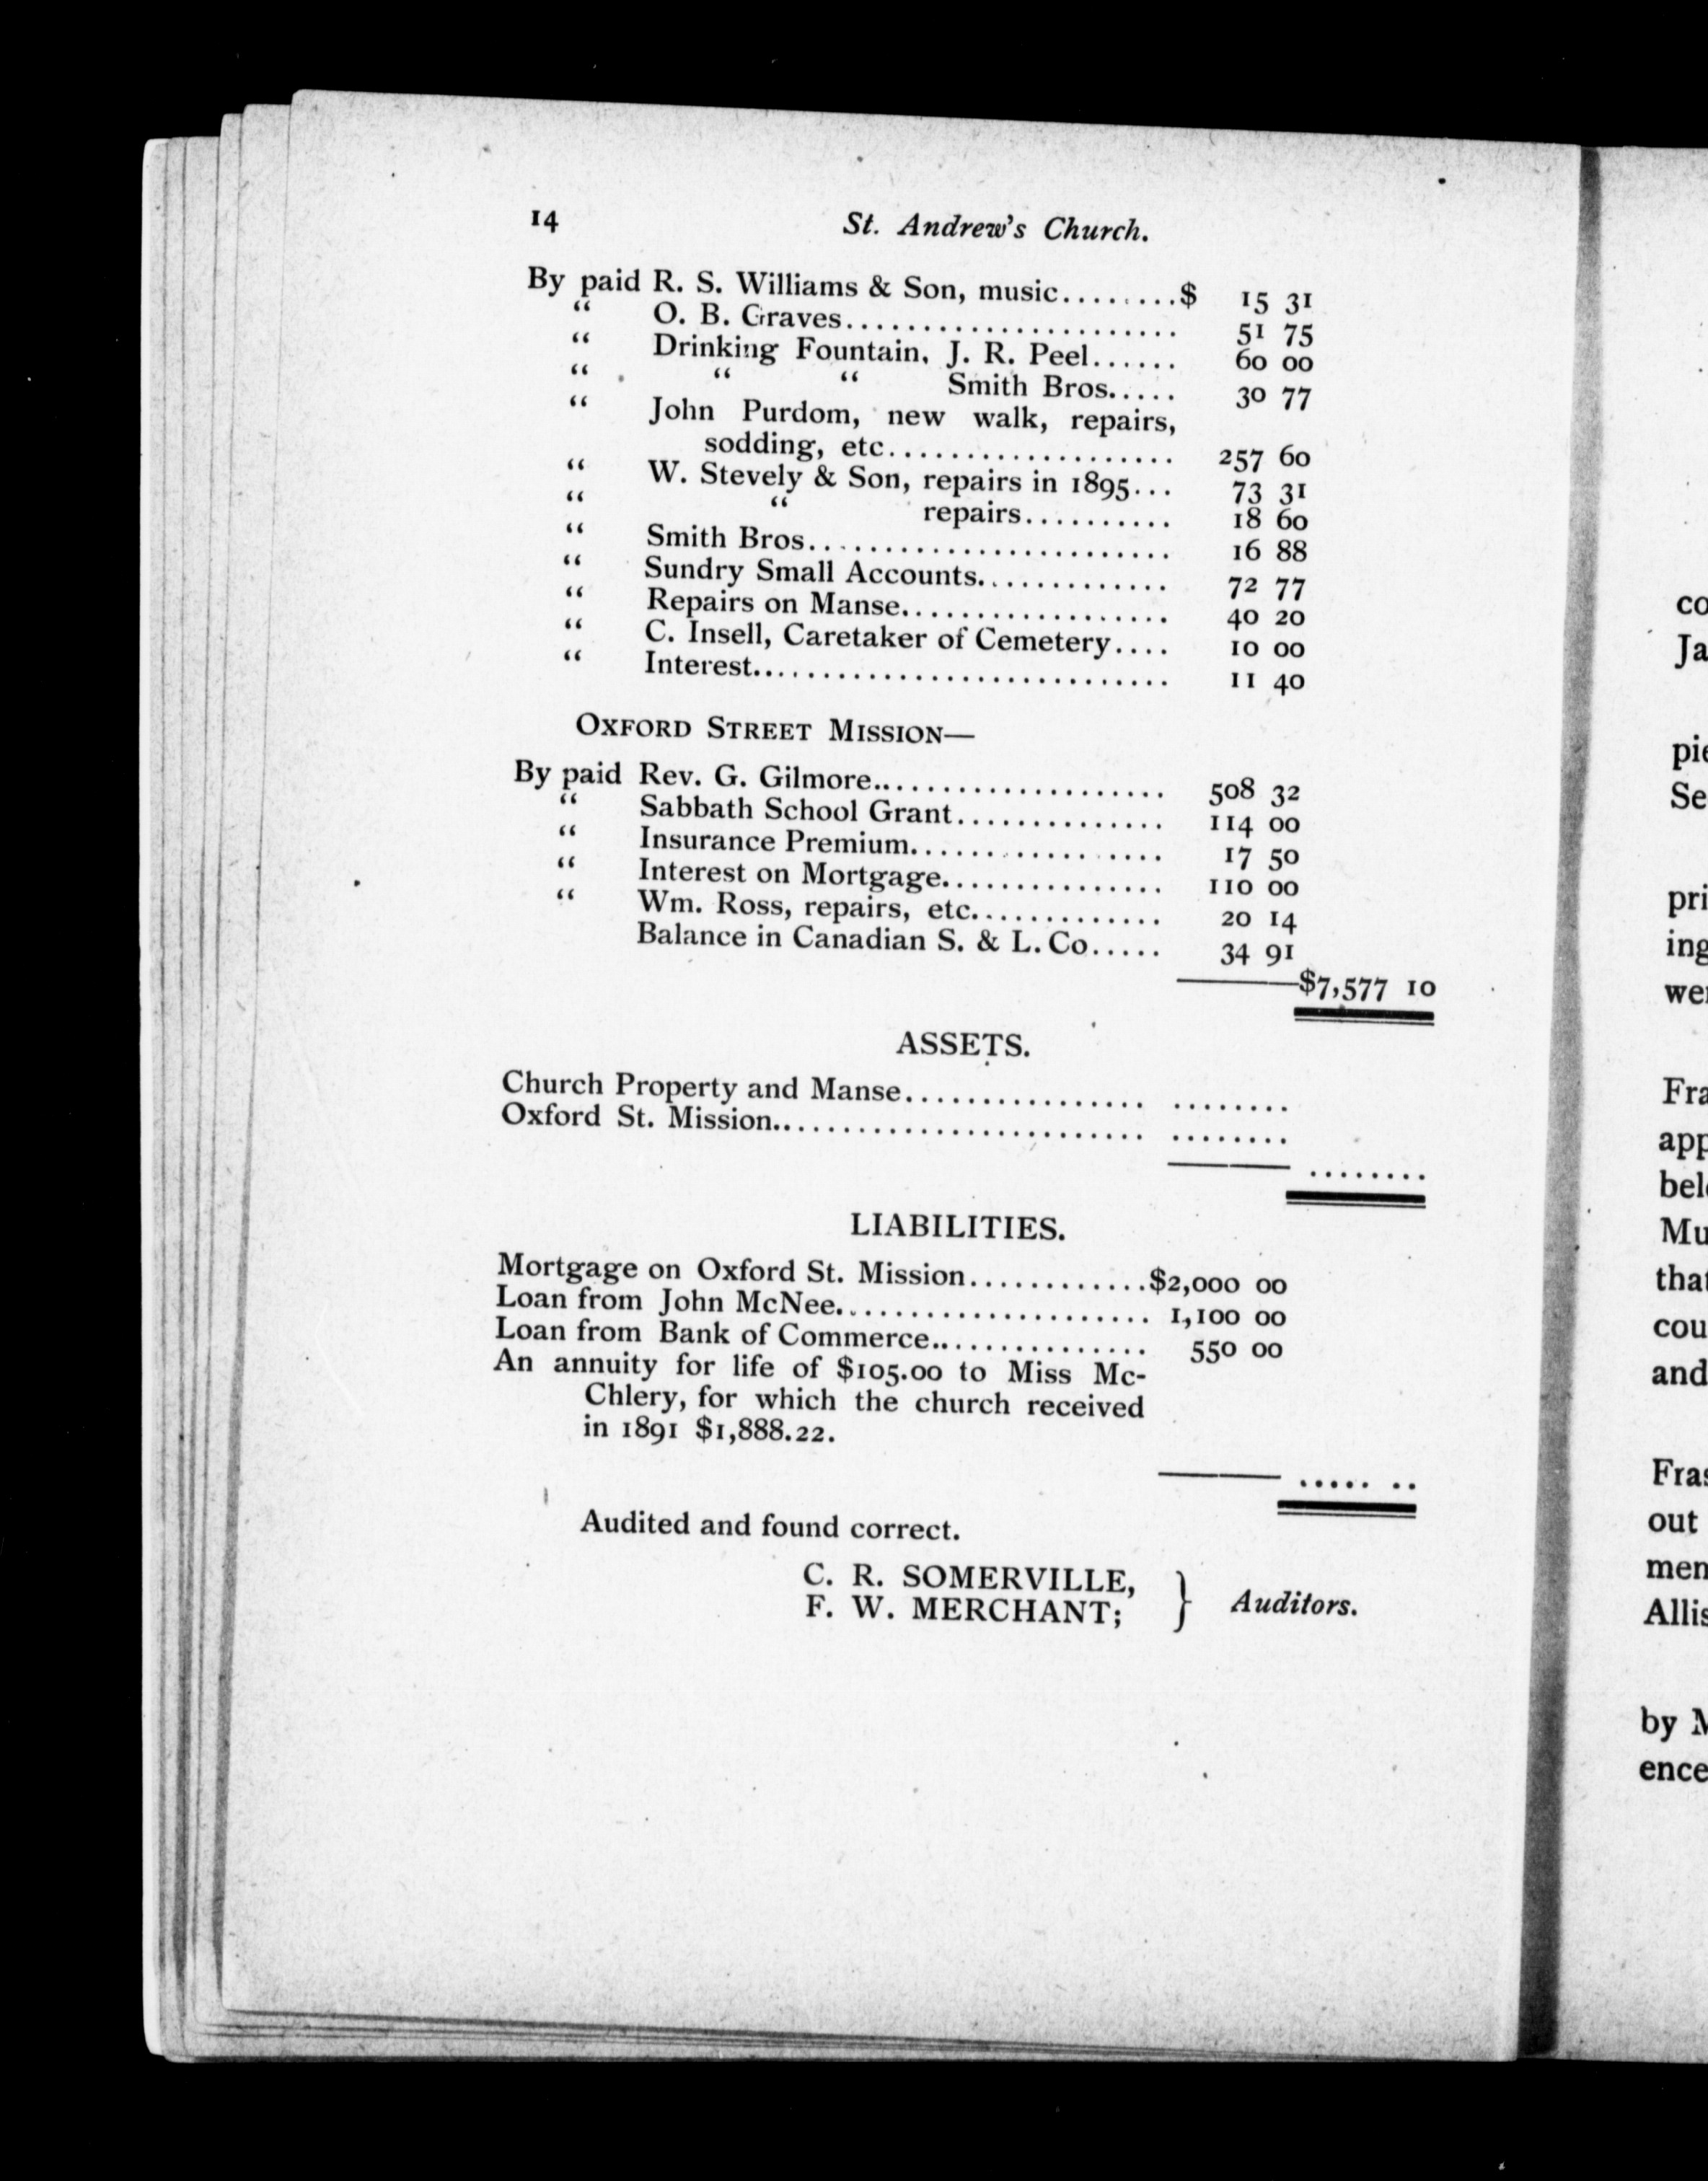 14 St. Andrew's Church.
By paid R. S. Williams & Son, music........$ 15 31
“ O. B. Graves...................... 51 75
“ Drinking Fountain, J. R. Peel...... 60 00
“ “ “ Smith Bros..... 30 77
“ John Purdom, new walk, repairs,
sodding, etc................... 257 60
“ W. Stevely & Son, repairs in 1895... 73 31
“ “ repairs.......... 18 60
“ Smith Bros........................ 16 88
“ Sundry Small Accounts............. 72 77
“ Repairs on Manse.................. 40 20
“ C. Insell, Caretaker of Cemetery.... 10 00
“ Interest............................ 11 40
OXFORD STREET MISSION—
By paid Rev. G. Gilmore.................... 508 32
“ Sabbath School Grant.............. 114 00
“ Insurance Premium................. 17 50
“ Interest on Mortgage............... 110 00
“ Wm. Ross, repairs, etc............. 20 14
Balance in Canadian S. & L. Co..... 34 91
$7,577 10
ASSETS.
Church Property and Manse................ ........
Oxford St. Mission......................... ........
........
LIABILITIES.
Mortgage on Oxford St. Mission............$2,000 00
Loan from John McNee..................... 1,100 00
Loan from Bank of Commerce............... 550 00
An annuity for life of $105.00 to Miss Mc-
Chlery, for which the church received
in 1891 $1,888.22.
..... ..
Audited and found correct.
C. R. SOMERVILLE,
F. W. MERCHANT; } Auditors.
co
Ja
pie
Se
pri
ing
wer
Fra
app
bel
Mu
that
cou
and
Fras
out
men
Allis
by M
ence